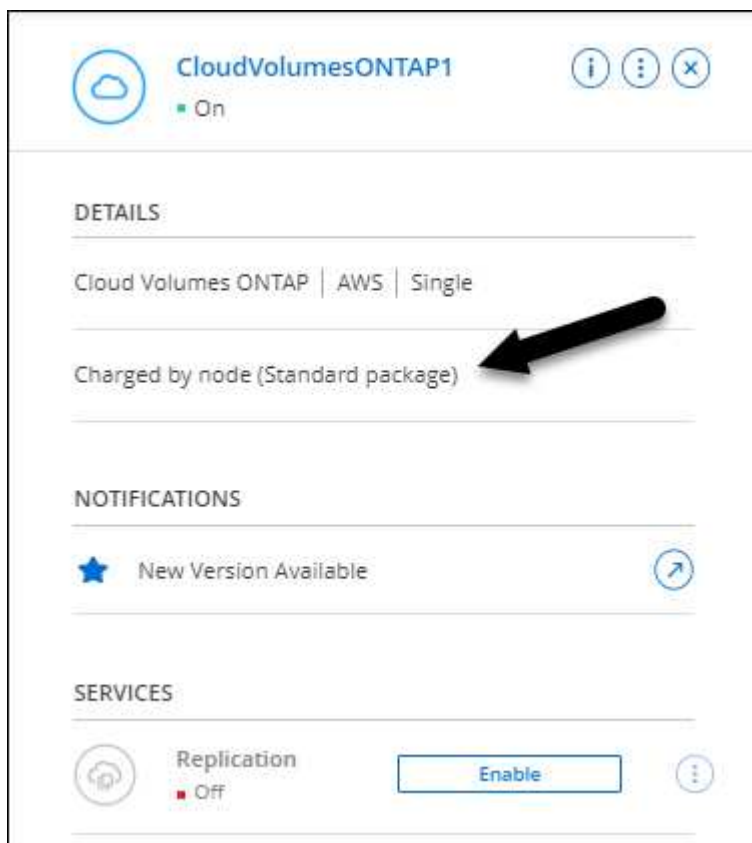 CloudVolumesONTAP1
On
DETAILS
Cloud Volumes ONTAP | AWS | Single
Charged by node (Standard package)
NOTIFICATIONS
New Version Available
SERVICES
Replication
Enable
Off